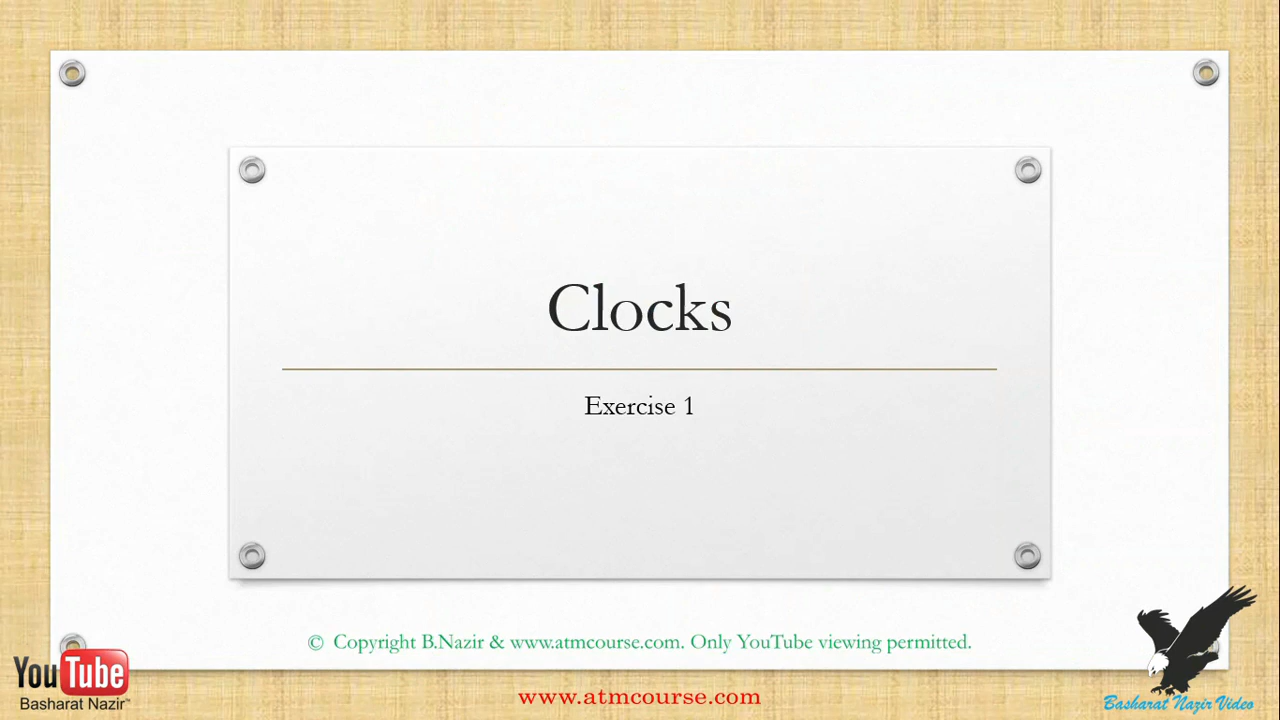 Clocks
Exercise 1
© Copyright B.Nazir & www.atmcourse.com. Only YouTube viewing permitted.
YouTube
Basharat Nazir™
www.atmcourse.com
Basharat Nazir Video